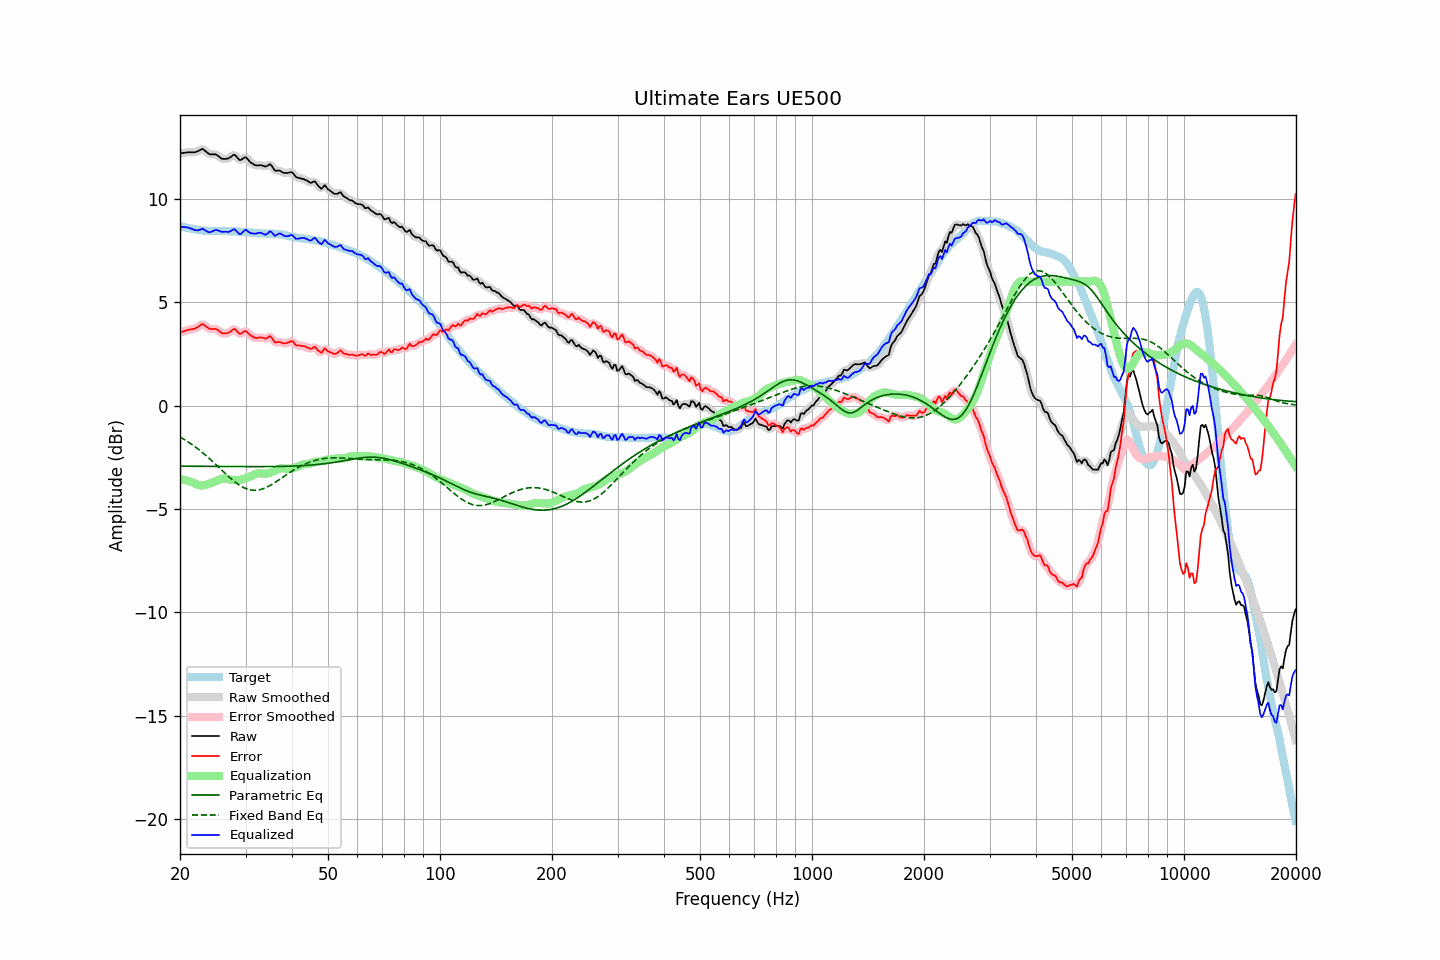 Ultimate Ears UE500
10
5
0
−5
−10
−15
−20
Amplitude (dBr)
Target
Raw Smoothed
Error Smoothed
Raw
Error
Equalization
Parametric Eq
Fixed Band Eq
Equalized
20 50 100 200 500 1000 2000 5000 10000 20000
Frequency (Hz)